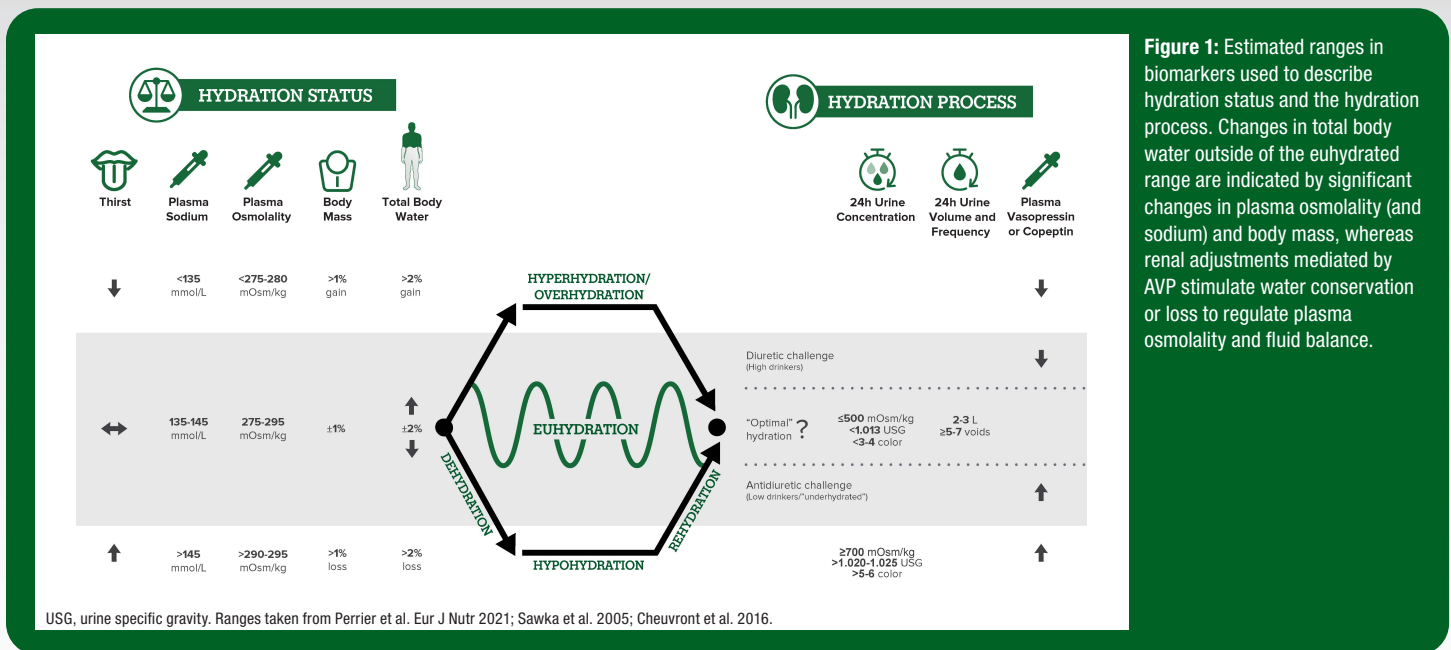 HYDRATION STATUS
HYDRATION PROCESS
Thirst
Plasma
Sodium
Plasma
Osmolality
Body
Mass
Total Body
Water
24h Urine
Concentration
24h Urine
Volume and
Frequency
Plasma
Vasopressin
or Copeptin
<135
mmol/L
<275-280
mOsm/kg
>1%
gain
>2%
gain
HYPERHYDRATION/
OVERHYDRATION
Diuretic challenge
(High drinkers)
135-145
mmol/L
275-295
mOsm/kg
±1%
±2%
EUHYDRATION
"Optimal"
hydration ?
≤500 mOsm/kg
<1.013 USG
<3-4 color
2-3 L
≥5-7 voids
DEHYDRATION
REHYDRATION
Antidiuretic challenge
(Low drinkers/"underhydrated")
>145
mmol/L
>290-295
mOsm/kg
>1%
loss
>2%
loss
HYPOHYDRATION
≥700 mOsm/kg
>1.020-1.025 USG
>5-6 color
USG, urine specific gravity. Ranges taken from Perrier et al. Eur J Nutr 2021; Sawka et al. 2005; Cheuvront et al. 2016.
Figure 1: Estimated ranges in
biomarkers used to describe
hydration status and the hydration
process. Changes in total body
water outside of the euhydrated
range are indicated by significant
changes in plasma osmolality (and
sodium) and body mass, whereas
renal adjustments mediated by
AVP stimulate water conservation
or loss to regulate plasma
osmolality and fluid balance.